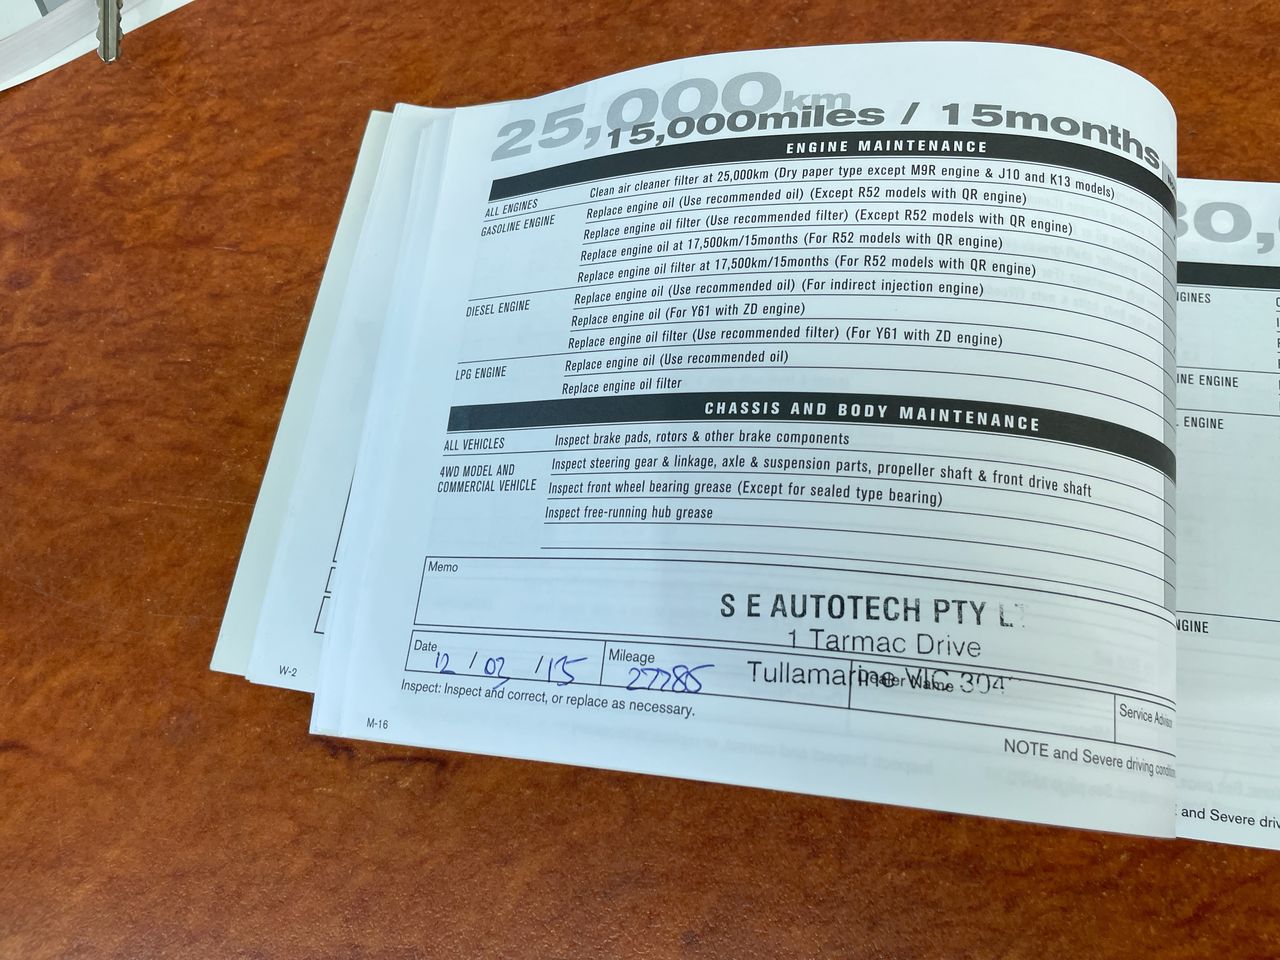 25,000km
15,000miles / 15months
ENGINE MAINTENANCE
ALL ENGINES Clean air cleaner filter at 25,000km (Dry paper type except M9R engine & J10 and K13 models)
GASOLINE ENGINE Replace engine oil (Use recommended oil) (Except R52 models with QR engine)
Replace engine oil filter (Use recommended filter) (Except R52 models with QR engine)
Replace engine oil at 17,500km/15months (For R52 models with QR engine)
Replace engine oil filter at 17,500km/15months (For R52 models with QR engine)
DIESEL ENGINE Replace engine oil (Use recommended oil) (For indirect injection engine)
Replace engine oil (For Y61 with ZD engine)
Replace engine oil filter (Use recommended filter) (For Y61 with ZD engine)
LPG ENGINE Replace engine oil (Use recommended oil)
Replace engine oil filter
CHASSIS AND BODY MAINTENANCE
ALL VEHICLES Inspect brake pads, rotors & other brake components
4WD MODEL AND COMMERCIAL VEHICLE Inspect steering gear & linkage, axle & suspension parts, propeller shaft & front drive shaft
Inspect front wheel bearing grease (Except for sealed type bearing)
Inspect free-running hub grease
Memo
S E AUTOTECH PTY
1 Tarmac Drive
Tullamarine VIC
Date 12 / 03 / 15
Mileage 27785
Dealer Name
Service
Inspect: Inspect and correct, or replace as necessary.
NOTE and Severe driving
M-16
W-2
ENGINE
and Severe